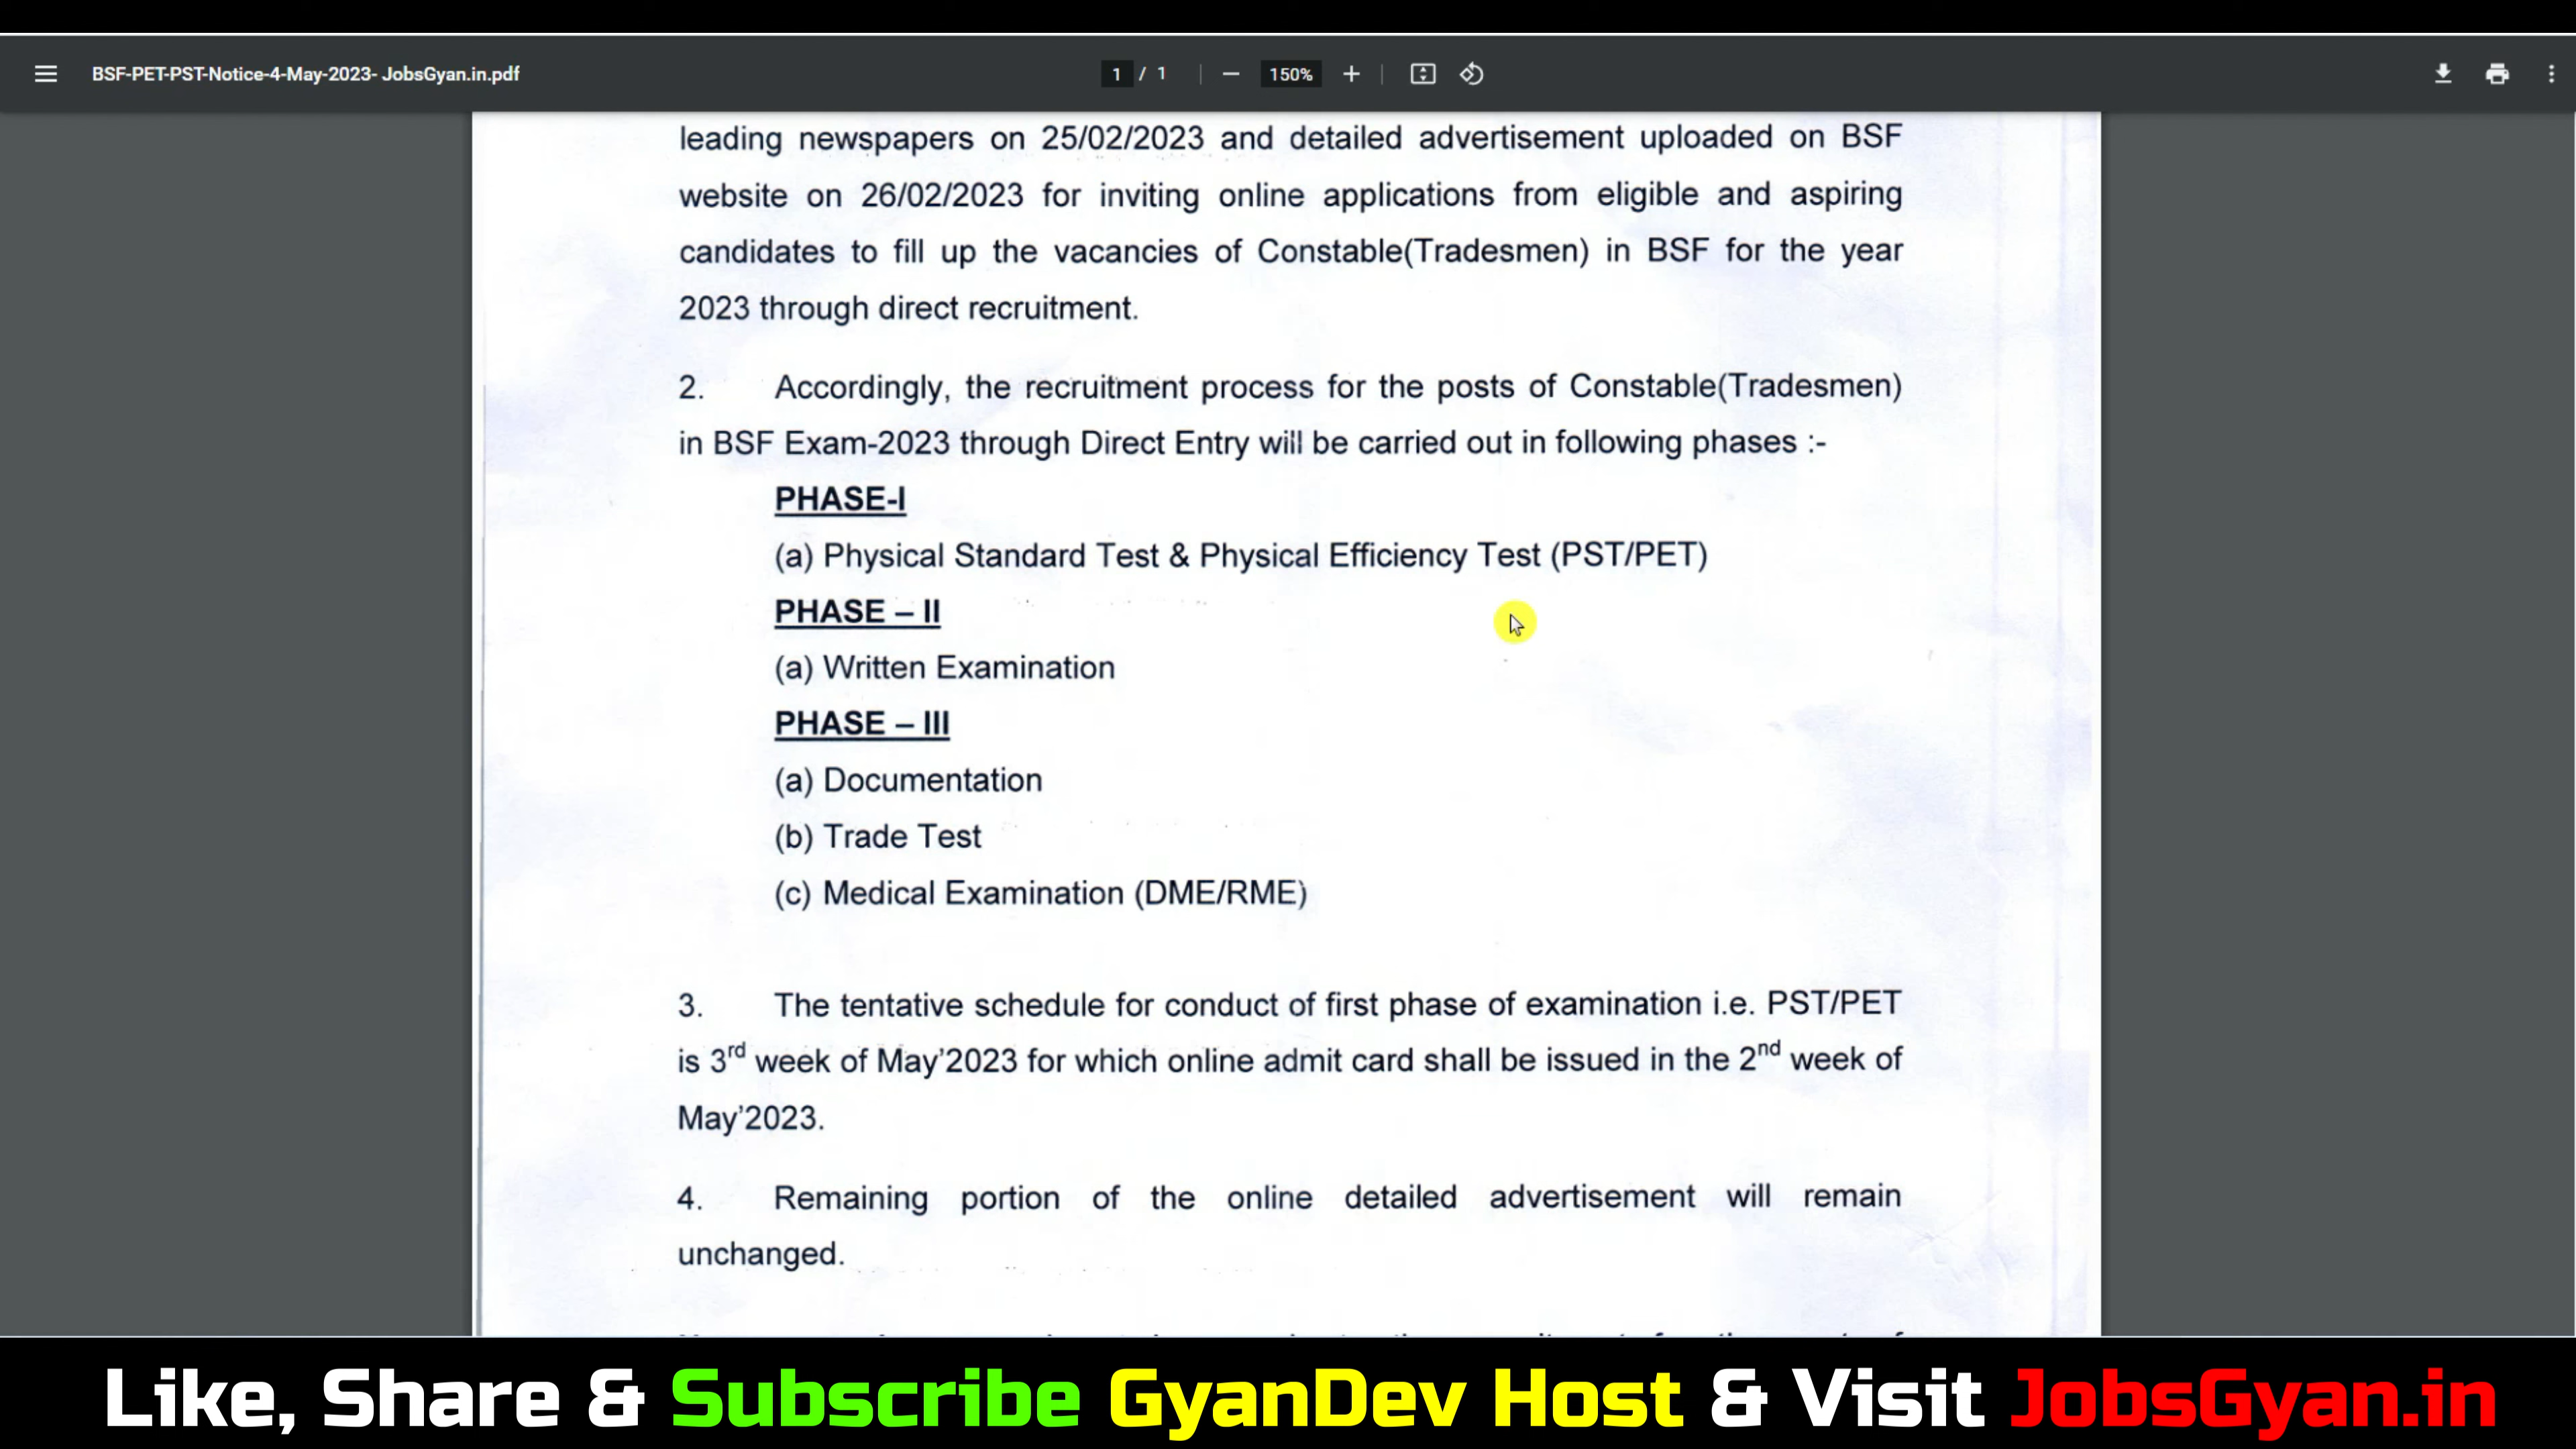 BSF-PET-PST-Notice-4-May-2023- JobsGyan.in.pdf
1 / 1
150%
leading newspapers on 25/02/2023 and detailed advertisement uploaded on BSF
website on 26/02/2023 for inviting online applications from eligible and aspiring
candidates to fill up the vacancies of Constable(Tradesmen) in BSF for the year
2023 through direct recruitment.
2. Accordingly, the recruitment process for the posts of Constable(Tradesmen)
in BSF Exam-2023 through Direct Entry will be carried out in following phases :-
PHASE-I
(a) Physical Standard Test & Physical Efficiency Test (PST/PET)
PHASE – II
(a) Written Examination
PHASE – III
(a) Documentation
(b) Trade Test
(c) Medical Examination (DME/RME)
3. The tentative schedule for conduct of first phase of examination i.e. PST/PET
is 3rd week of May’2023 for which online admit card shall be issued in the 2nd week of
May’2023.
4. Remaining portion of the online detailed advertisement will remain
unchanged.
Like, Share & Subscribe GyanDev Host & Visit JobsGyan.in